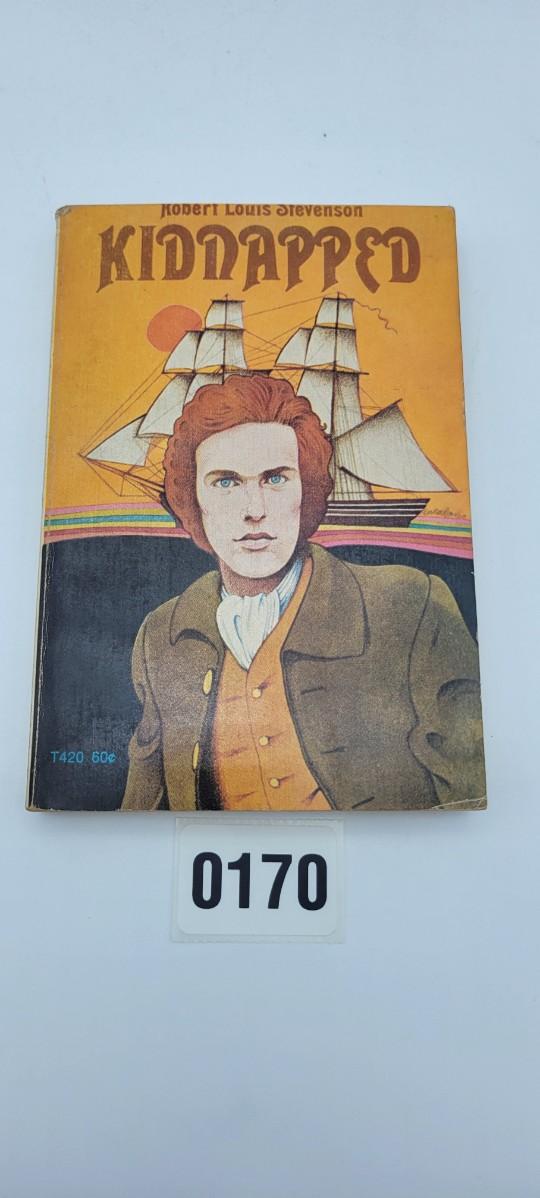 Robert Louis Stevenson
KIDNAPPED
T420 60¢
0170